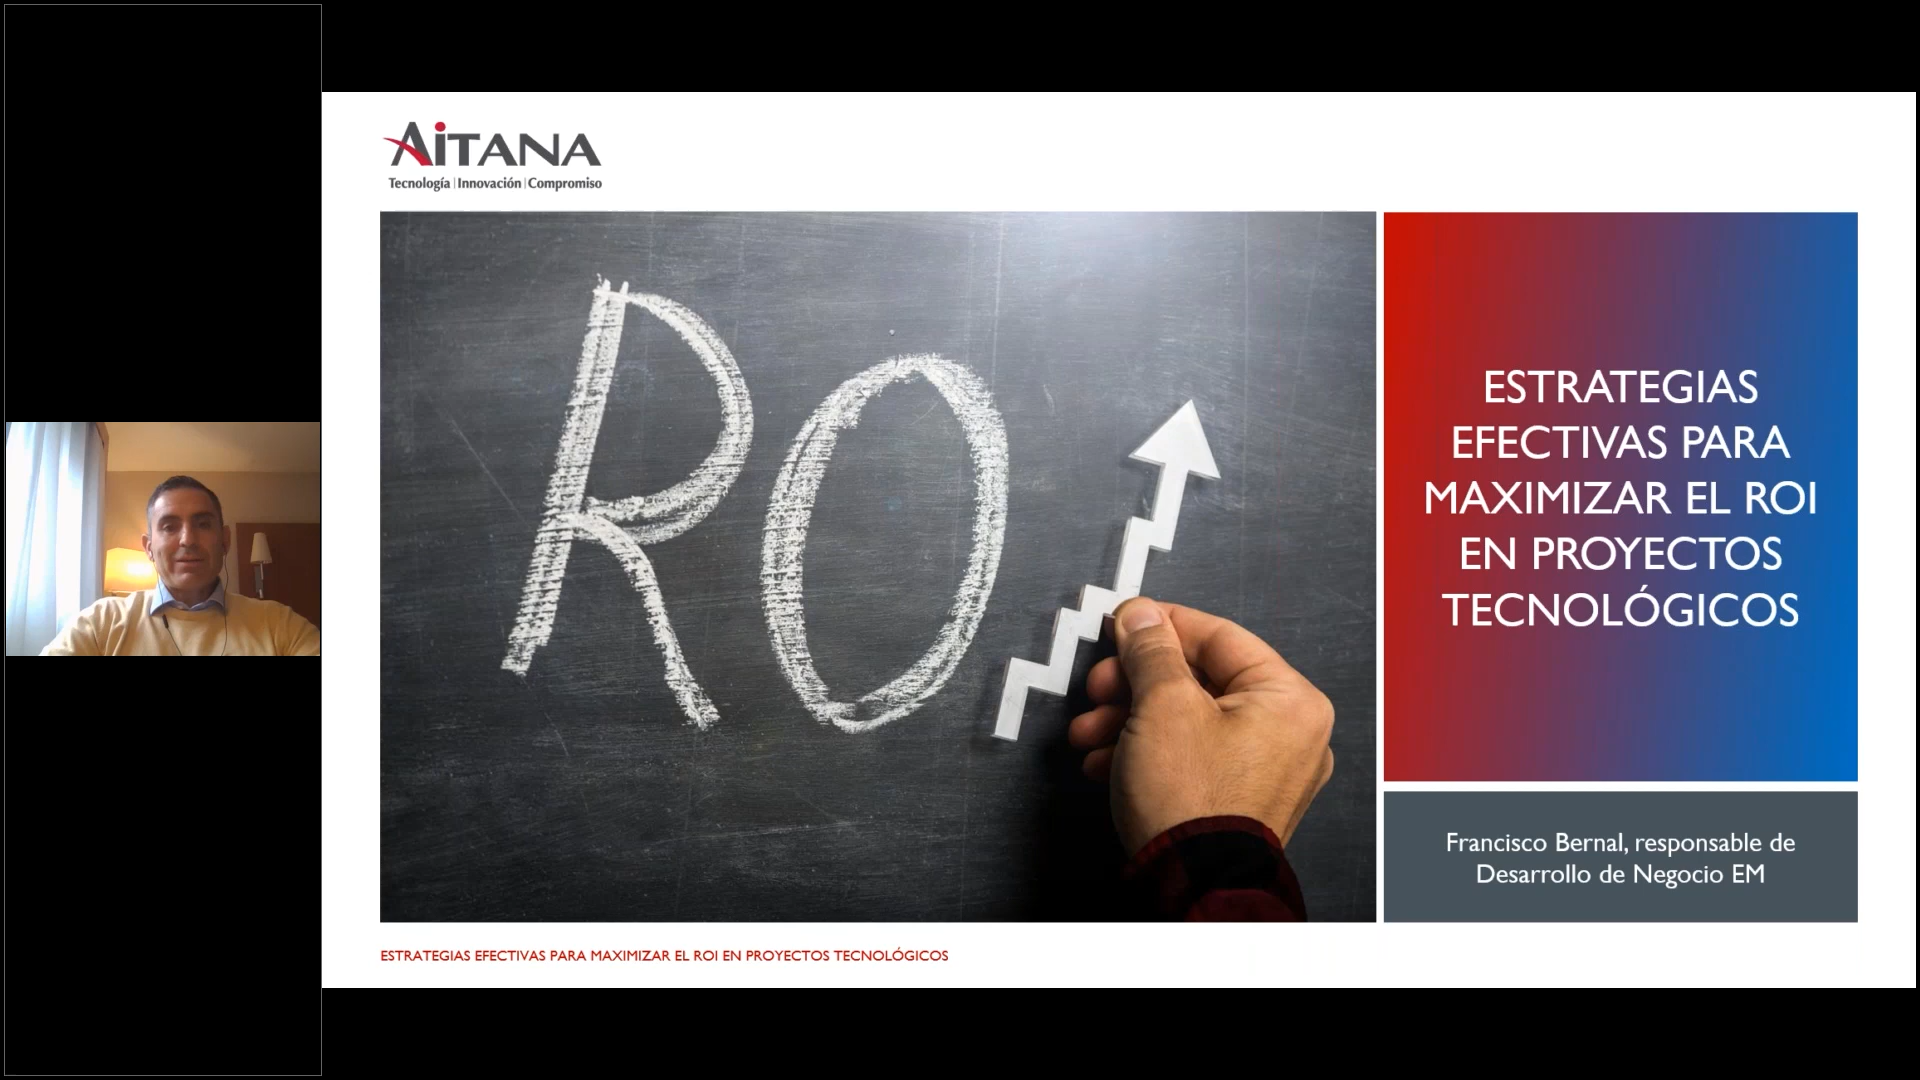 AiTANA
Tecnología | Innovación | Compromiso
RO
ESTRATEGIAS
EFECTIVAS PARA
MAXIMIZAR EL ROI
EN PROYECTOS
TECNOLÓGICOS
Francisco Bernal, responsable de
Desarrollo de Negocio EM
ESTRATEGIAS EFECTIVAS PARA MAXIMIZAR EL ROI EN PROYECTOS TECNOLÓGICOS